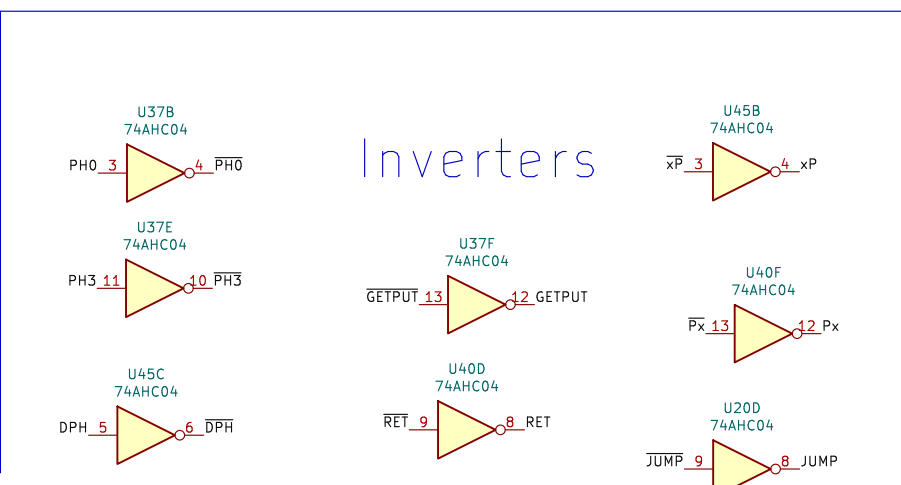 U37B
74AHC04
PH0 3 4 PH0
Inverters
U45B
74AHC04
xP 3 4 xP
U37E
74AHC04
PH3 11 10 PH3
U37F
74AHC04
GETPUT 13 12 GETPUT
U40F
74AHC04
Px 13 12 Px
U45C
74AHC04
DPH 5 6 DPH
U40D
74AHC04
RET 9 8 RET
U20D
74AHC04
JUMP 9 8 JUMP